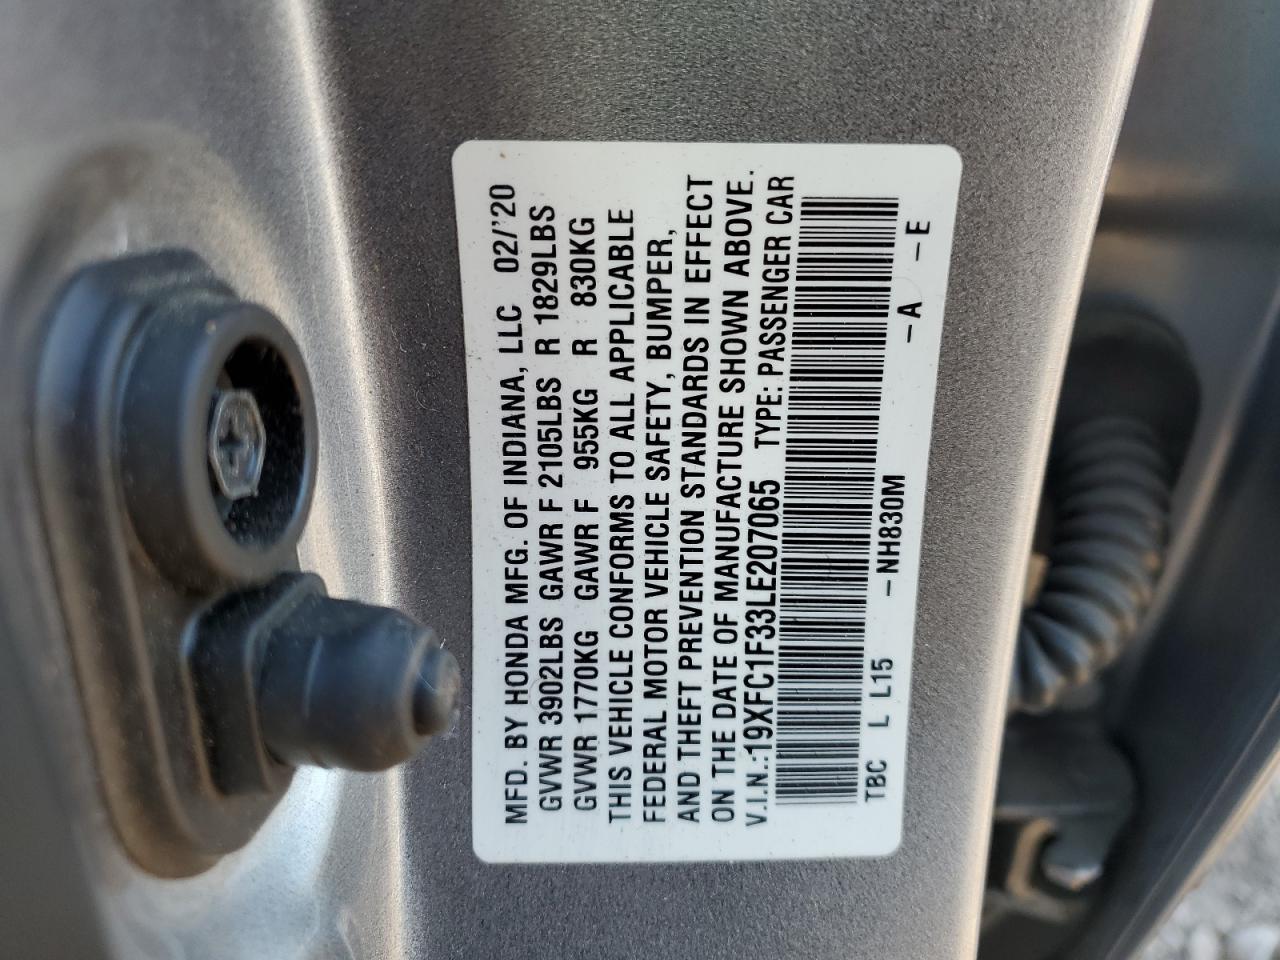 MFD. BY HONDA MFG. OF INDIANA, LLC 02/'20
GVWR 3902LBS GAWR F 2105LBS R 1829LBS
GVWR 1770KG GAWR F 955KG R 830KG
THIS VEHICLE CONFORMS TO ALL APPLICABLE
FEDERAL MOTOR VEHICLE SAFETY, BUMPER,
AND THEFT PREVENTION STANDARDS IN EFFECT
ON THE DATE OF MANUFACTURE SHOWN ABOVE.
V.I.N.:19XFC1F33LE207065 TYPE: PASSENGER CAR
TBC L L15 -NH830M -A -E